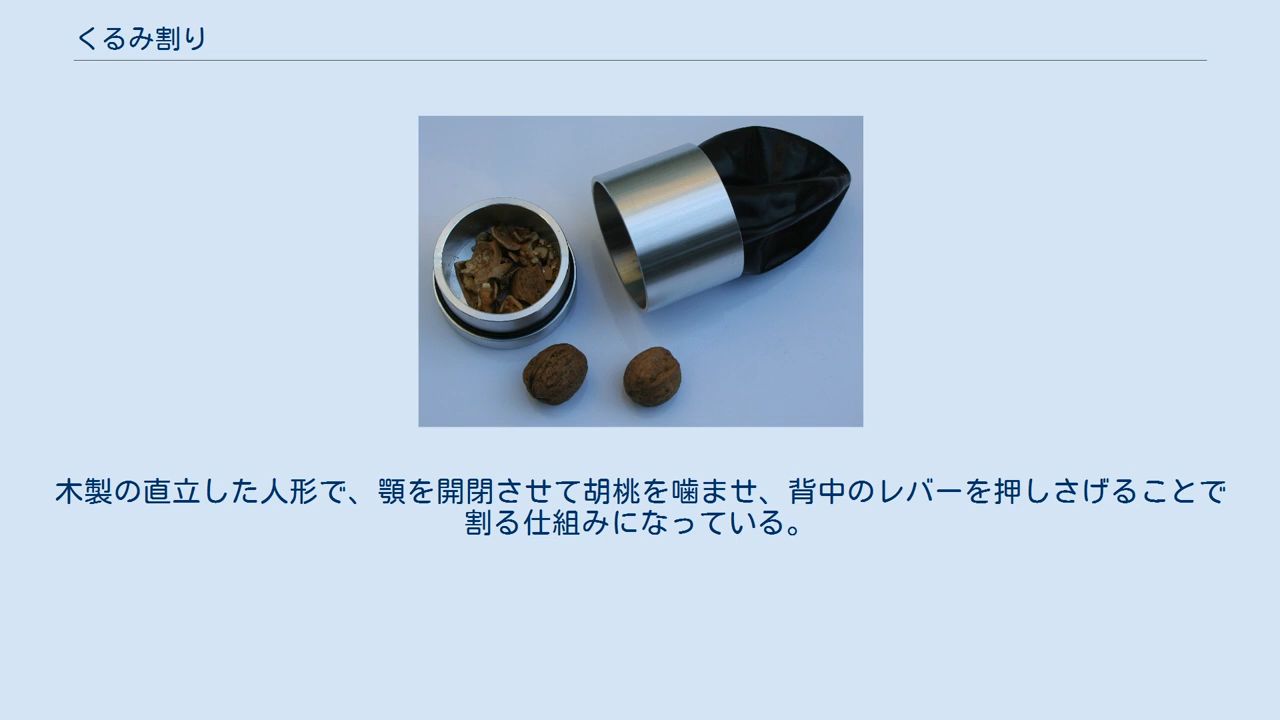 くるみ割り
木製の直立した人形で、顎を開閉させて胡桃を噛ませ、背中のレバーを押しさげることで
割る仕組みになっている。